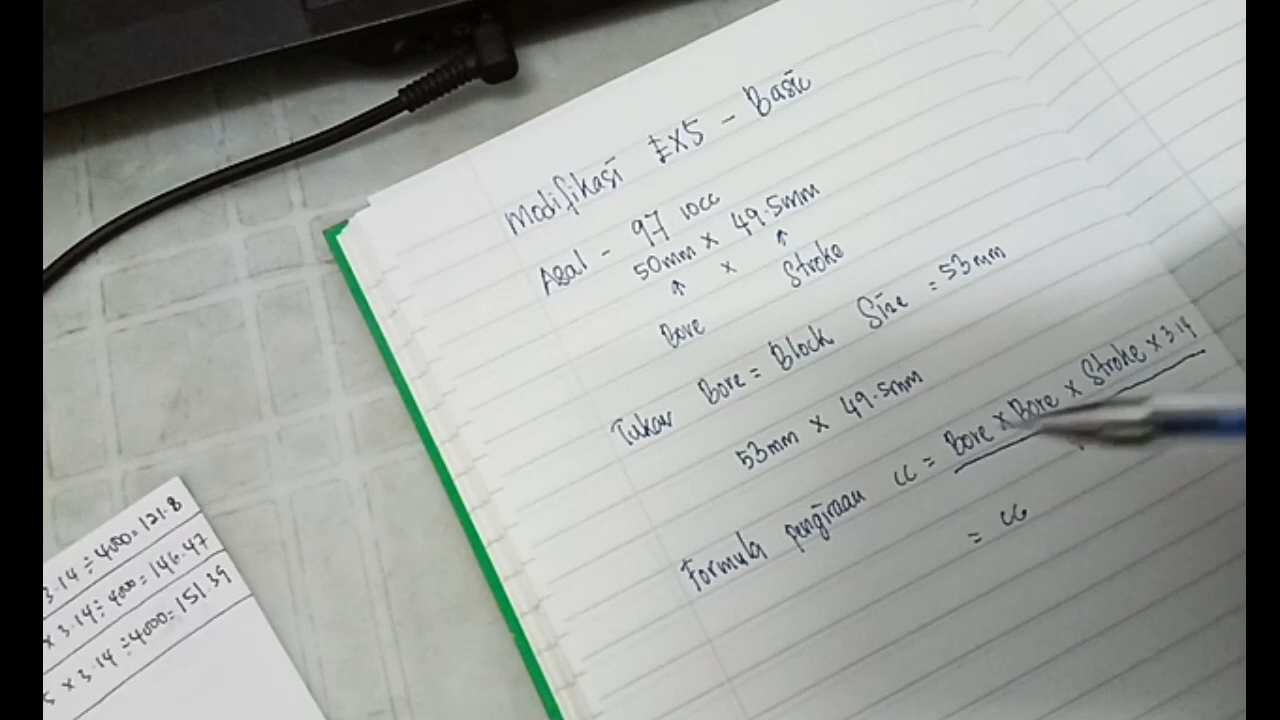 Modifikasi EX5 - Basic
Asal - 97 10cc
50mm x 49.5mm
↑ x ↑
Bore Stroke
Tukar Bore = Block Size = 53mm
53mm x 49.5mm
Formula pengiraan cc = Bore x Bore x Stroke x 3.14
= cc
3.14 ÷ 4000 = 121.8
x 3.14 ÷ 4000 = 146.47
5 x 3.14 ÷ 4000 = 151.39